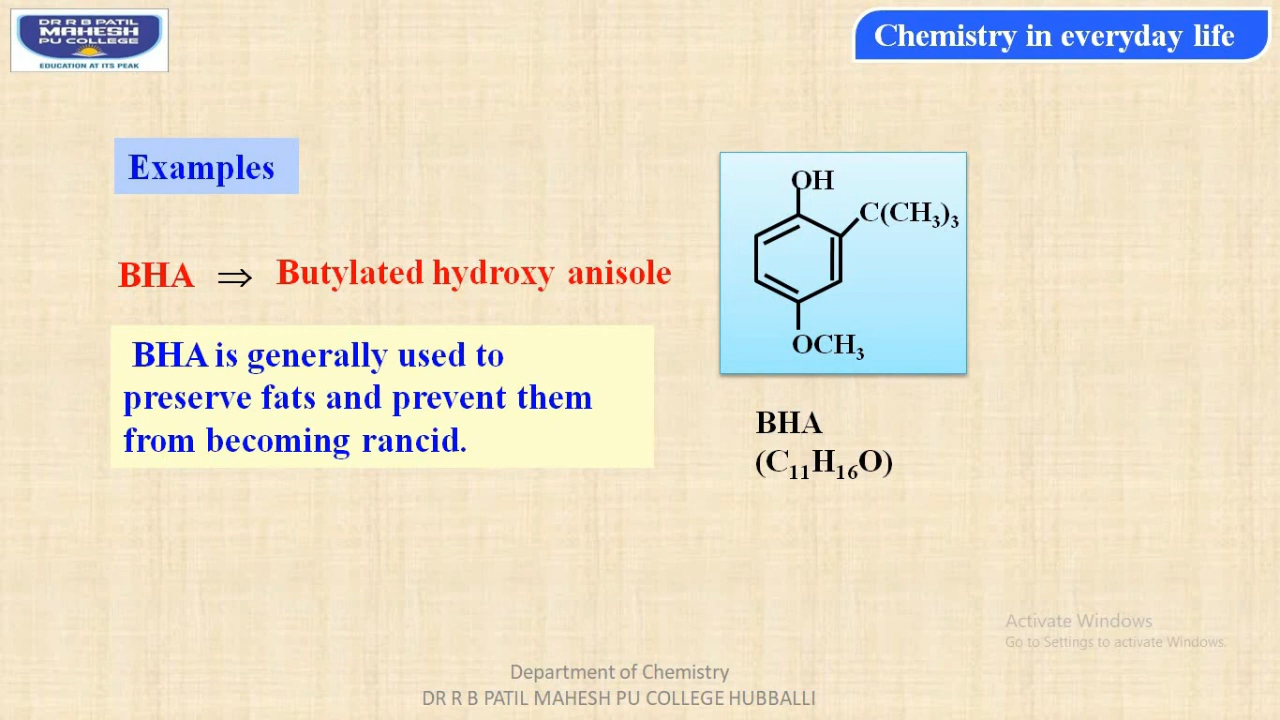 DR R B PATIL
MAHESH
PU COLLEGE
EDUCATION AT ITS PEAK
Chemistry in everyday life
Examples
BHA ⇒ Butylated hydroxy anisole
BHA is generally used to
preserve fats and prevent them
from becoming rancid.
OH
C(CH₃)₃
OCH₃
BHA
(C₁₁H₁₆O)
Activate Windows
Go to Settings to activate Windows.
Department of Chemistry
DR R B PATIL MAHESH PU COLLEGE HUBBALLI